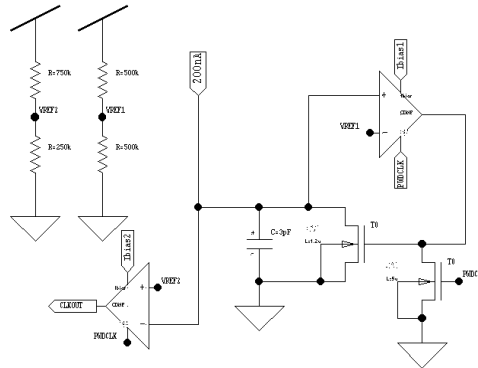 R=750k
R=500k
VREF2
VREF1
R=250k
R=500k
200nA
Ibias1
VREF1
COMP
PWDCLK
C=3pF
T0
T0
PWDC
Ibias2
VREF2
COMP
CLKOUT
PWDCLK